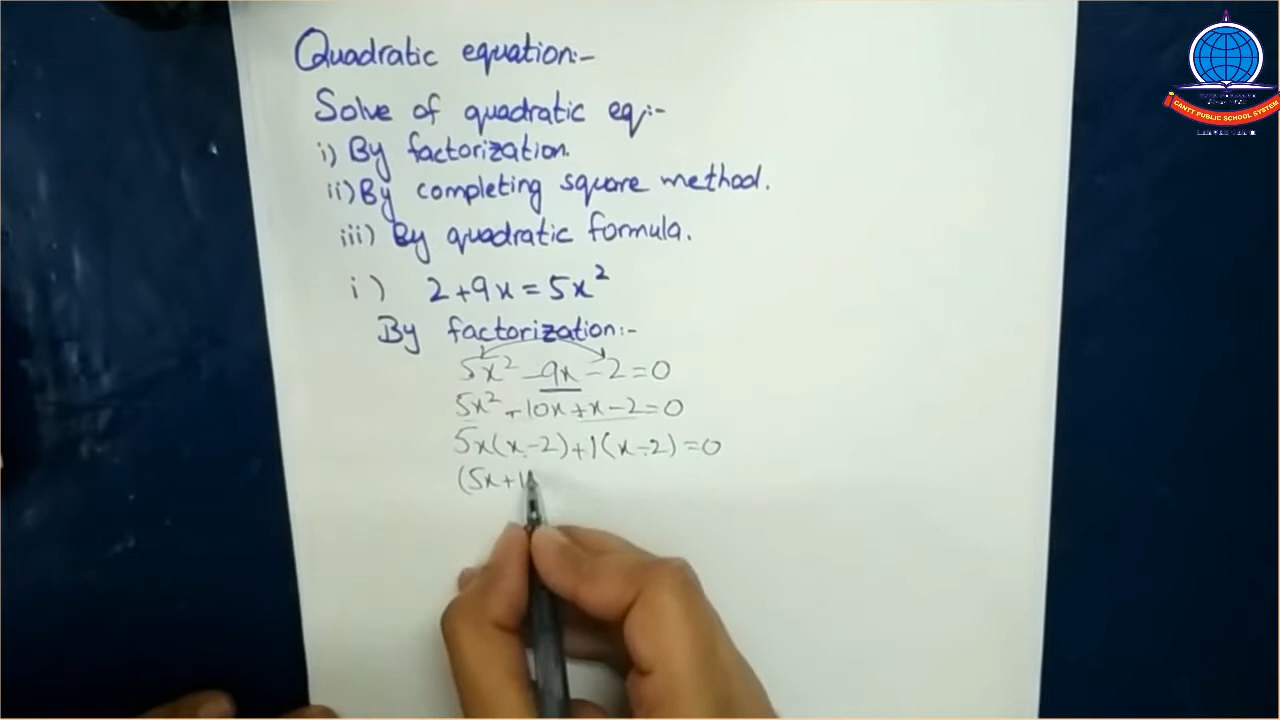 Quadratic equation:-
Solve of quadratic eq:-
i) By factorization.
ii) By completing square method.
iii) By quadratic formula.
i) 2+9x=5x²
By factorization:-
5x²-9x-2=0
5x²-10x+x-2=0
5x(x-2)+1(x-2)=0
(5x+1
CANTT PUBLIC SCHOOL SYSTEM